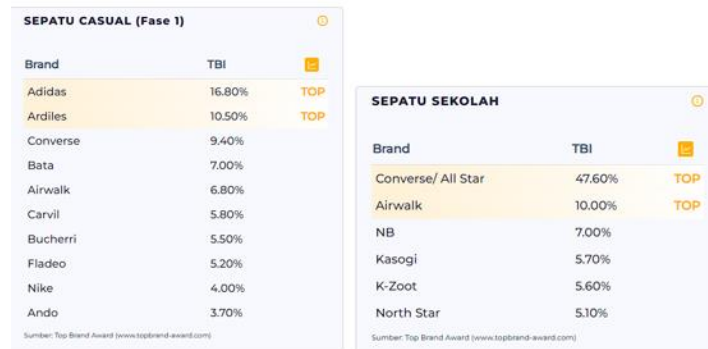 SEPATU CASUAL (Fase 1)
Brand TBI
Adidas 16.80% TOP
Ardiles 10.50% TOP
Converse 9.40%
Bata 7.00%
Airwalk 6.80%
Carvil 5.80%
Bucherri 5.50%
Fladeo 5.20%
Nike 4.00%
Ando 3.70%
Sumber: Top Brand Award (www.topbrand-award.com)
SEPATU SEKOLAH
Brand TBI
Converse/ All Star 47.60% TOP
Airwalk 10.00% TOP
NB 7.00%
Kasogi 5.70%
K-Zoot 5.60%
North Star 5.10%
Sumber: Top Brand Award (www.topbrand-award.com)